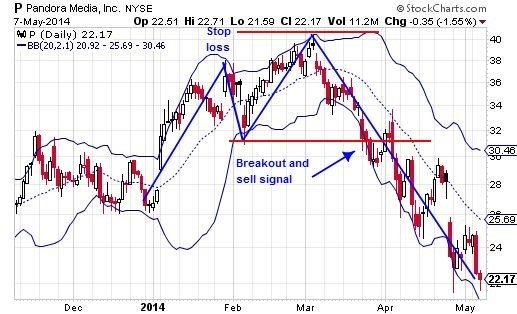 P Pandora Media, Inc. NYSE © StockCharts.com
7-May-2014 Op 22.51 Hi 22.71 Lo 21.59 Cl 22.17 Vol 11.2M Chg -0.35 (-1.55%)
P (Daily) 22.17
BB(20,2.1) 20.92 - 25.69 - 30.46
Stop
loss
Breakout and
sell signal
40
38
36
34
32
30.46
28
26
25.69
24
22.17
Dec 2014 Feb Mar Apr May